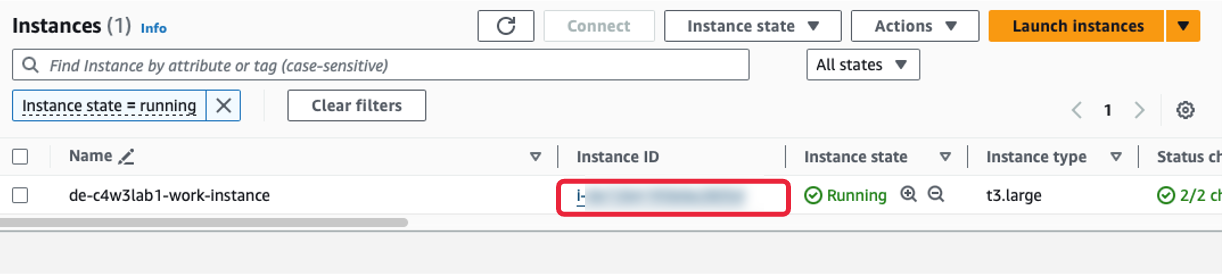 Instances (1) Info
Connect
Instance state
Actions
Launch instances
Find Instance by attribute or tag (case-sensitive)
All states
Instance state = running
Clear filters
1
Name
Instance ID
Instance state
Instance type
Status ch
de-c4w3lab1-work-instance
i-
Running
t3.large
2/2 ch